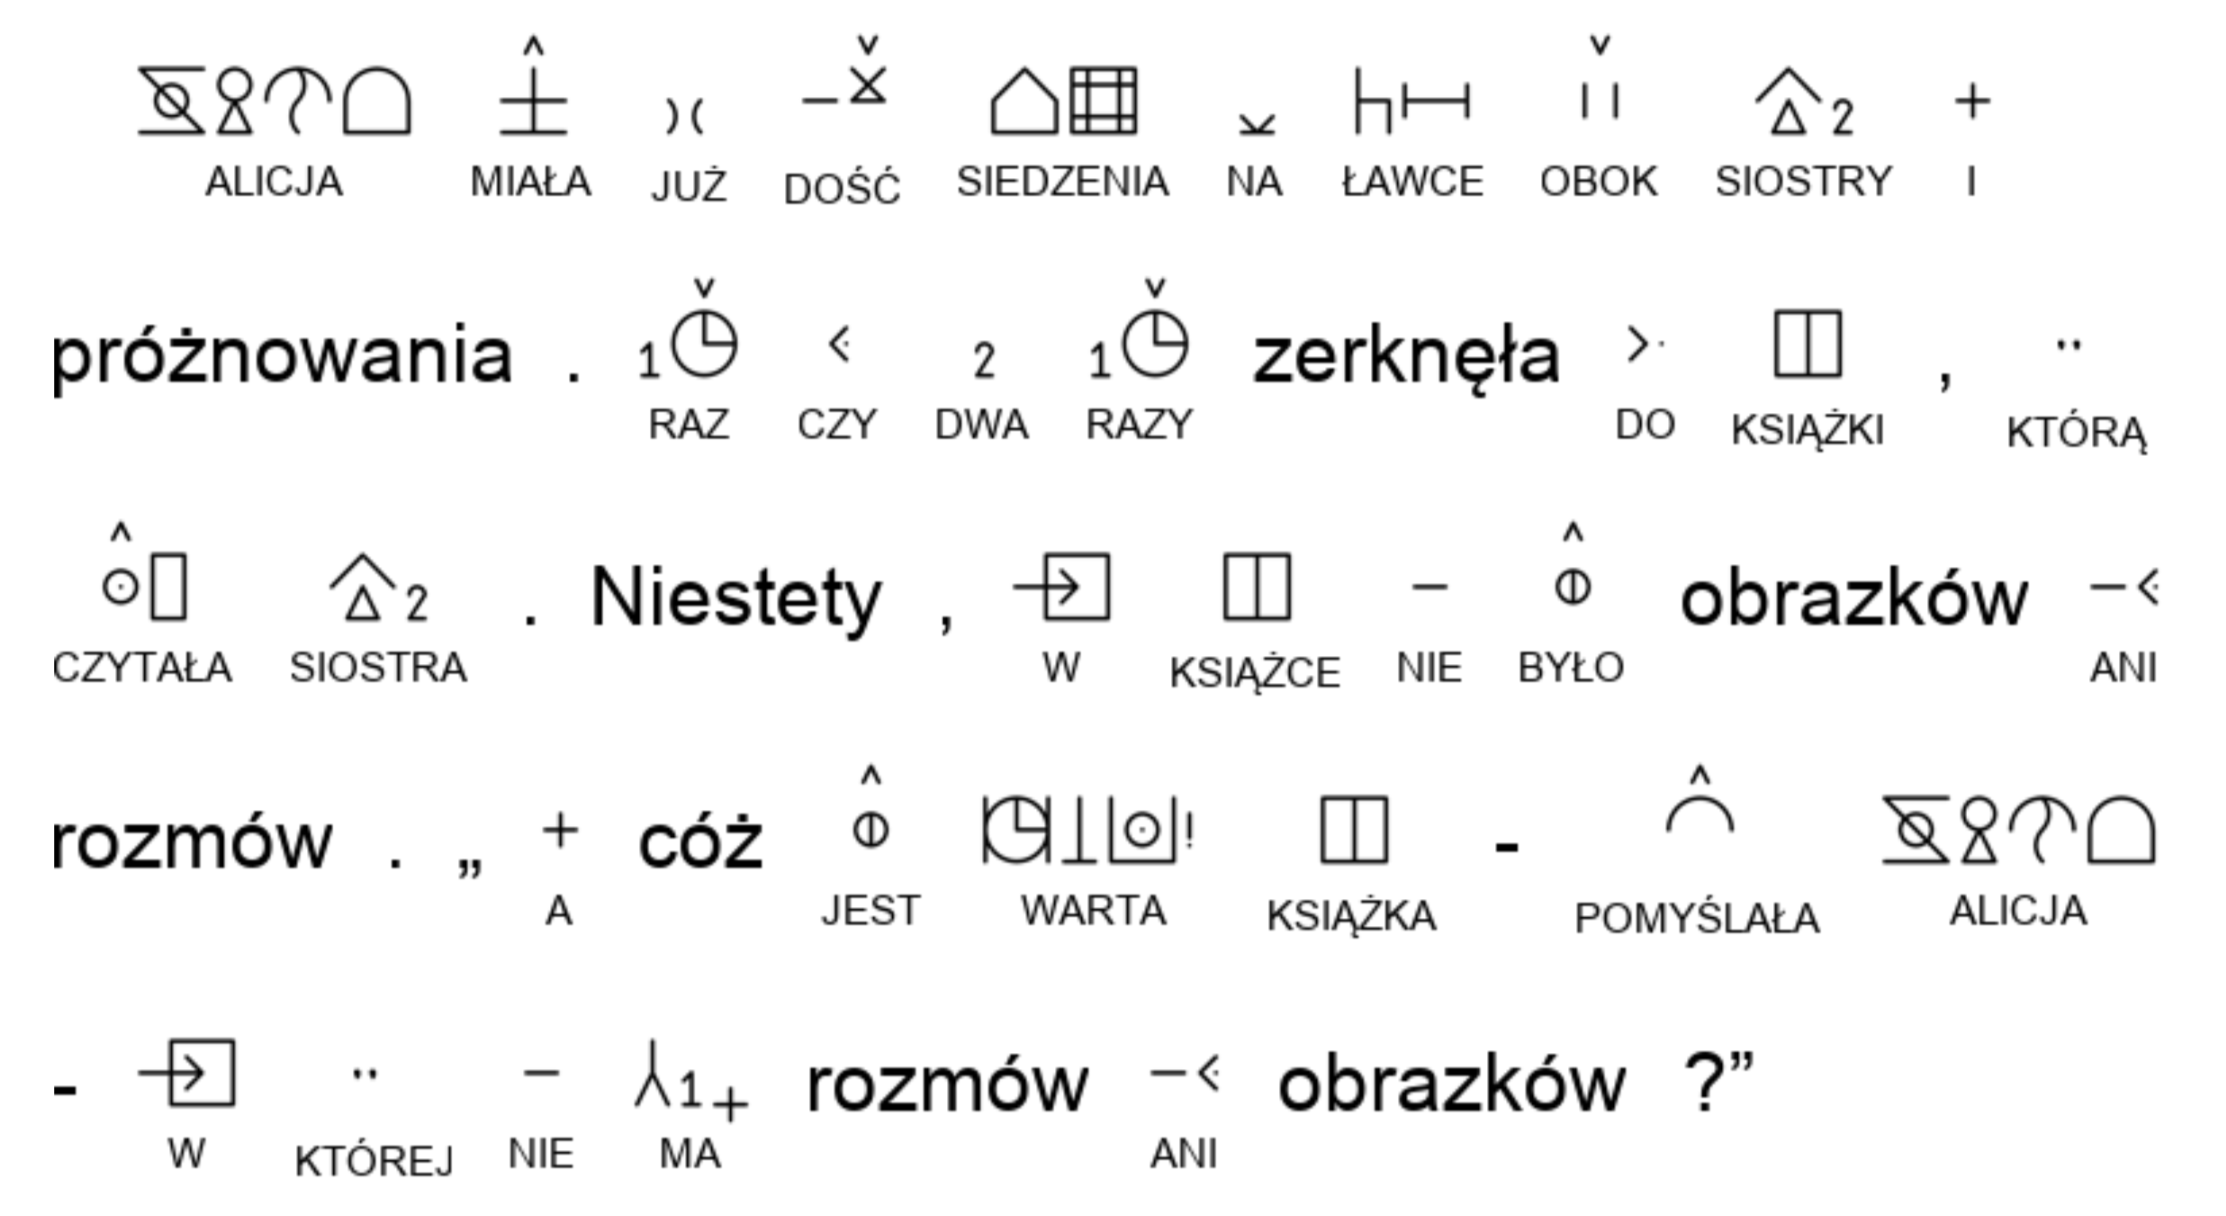 ALICJA MIAŁA JUŻ DOŚĆ SIEDZENIA NA ŁAWCE OBOK SIOSTRY I
próżnowania . RAZ CZY DWA RAZY zerknęła DO KSIĄŻKI , KTÓRĄ
CZYTAŁA SIOSTRA . Niestety , W KSIĄŻCE NIE BYŁO obrazków ANI
rozmów . „ A cóż JEST WARTA KSIĄŻKA - POMYŚLAŁA ALICJA
- W KTÓREJ NIE MA rozmów ANI obrazków ?”